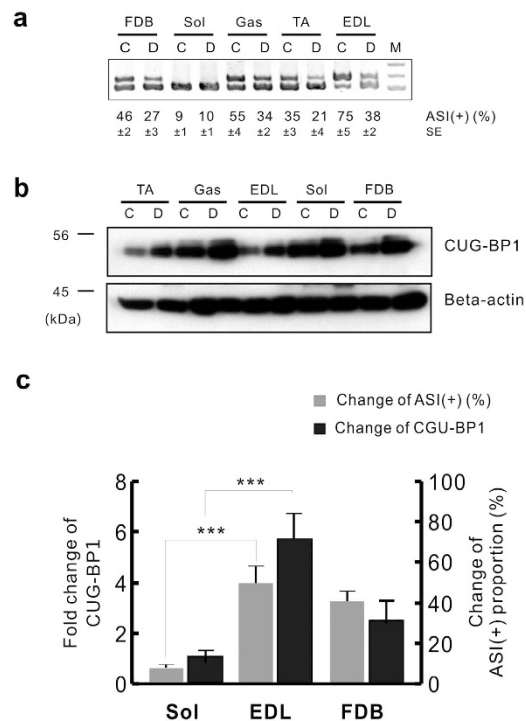 a
FDB Sol Gas TA EDL
C D C D C D C D C D M
46 27 9 10 55 34 35 21 75 38 ASI(+) (%)
±2 ±3 ±1 ±1 ±4 ±2 ±3 ±4 ±5 ±2 SE
b
TA Gas EDL Sol FDB
C D C D C D C D C D
56
CUG-BP1
45
Beta-actin
(kDa)
c
Change of ASI(+) (%)
Change of CGU-BP1
Fold change of
CUG-BP1
8
6
4
2
0
***
***
100
80
60
40
20
0
Change of
ASI(+) proportion (%)
Sol EDL FDB